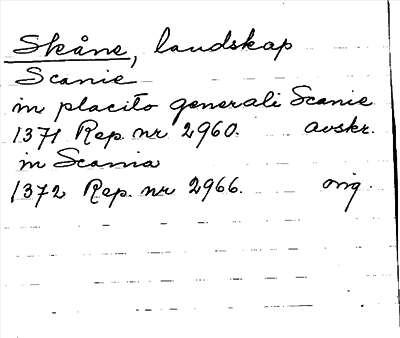 Skåne, landskap
Scanie
in placito generali Scanie
1371 Rep. nr 2960. avskr.
in Scania
1372 Rep. nr 2966. orig.